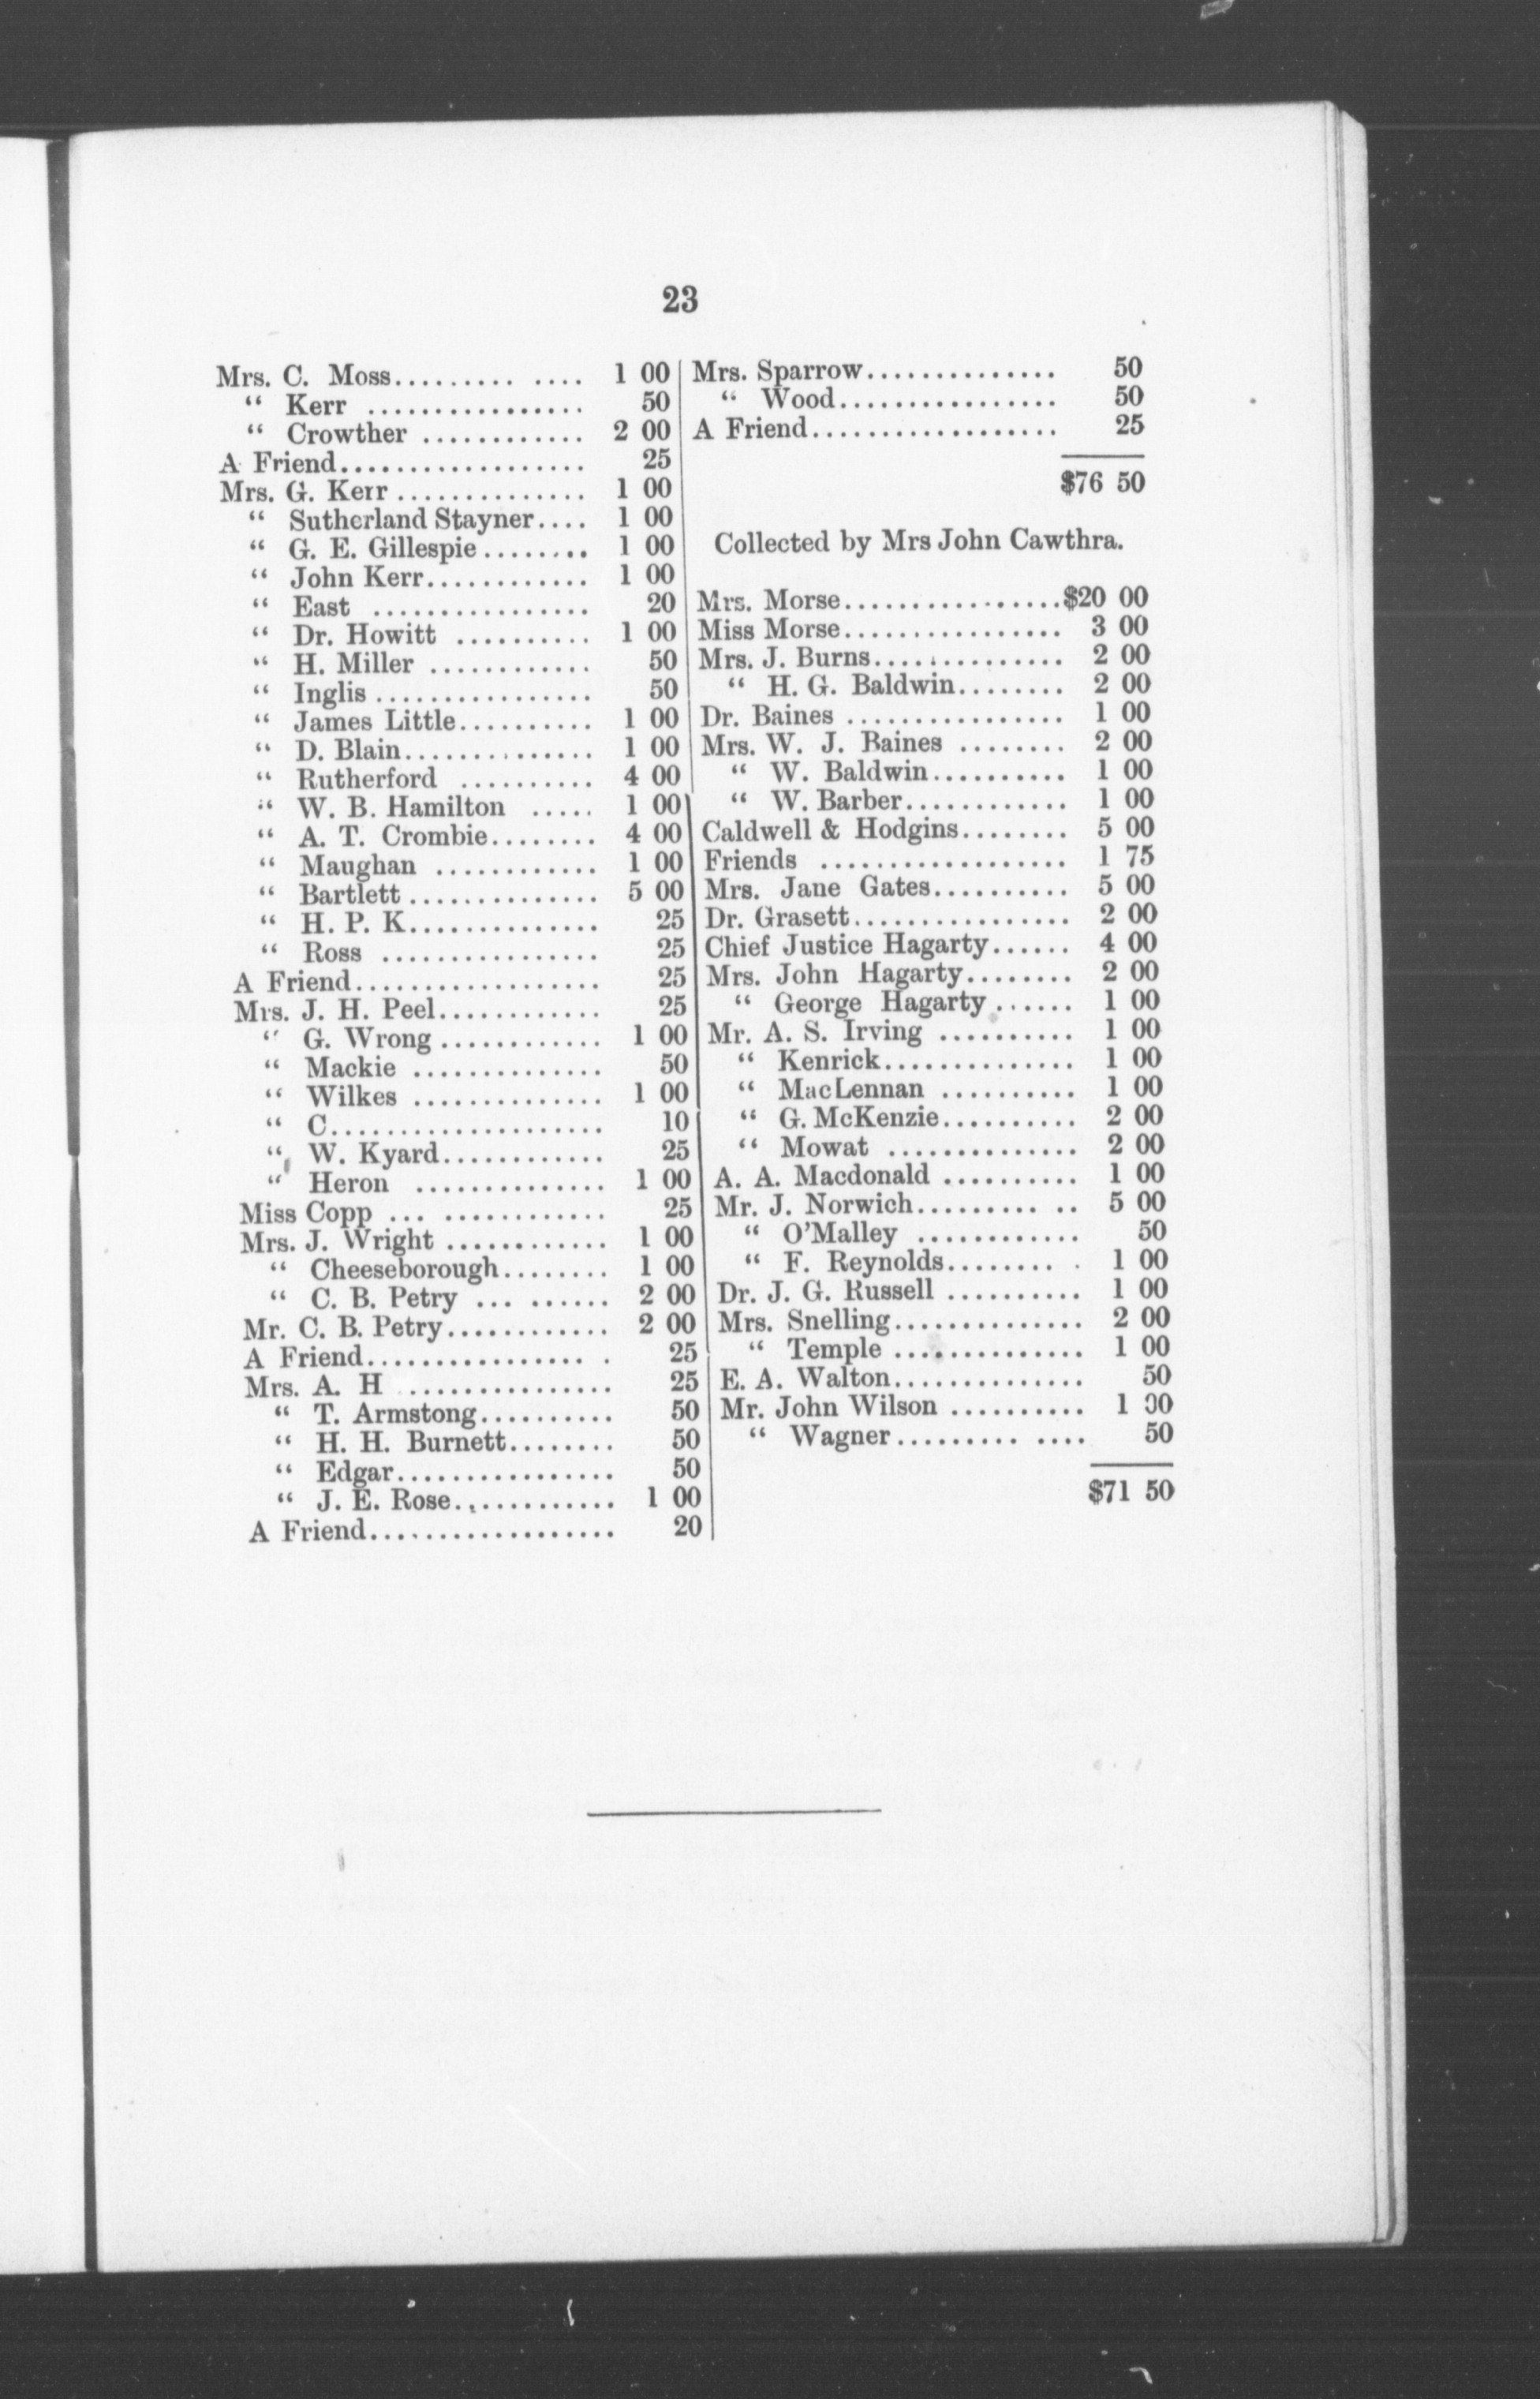 23
Mrs. C. Moss......... .... 1 00
“ Kerr ................ 50
“ Crowther ............ 2 00
A Friend.................. 25
Mrs. G. Kerr .............. 1 00
“ Sutherland Stayner.... 1 00
“ G. E. Gillespie........ 1 00
“ John Kerr............ 1 00
“ East ................ 20
“ Dr. Howitt .......... 1 00
“ H. Miller ............ 50
“ Inglis ................ 50
“ James Little.......... 1 00
“ D. Blain.............. 1 00
“ Rutherford .......... 4 00
“ W. B. Hamilton ..... 1 00
“ A. T. Crombie........ 4 00
“ Maughan ............ 1 00
“ Bartlett .............. 5 00
“ H. P. K.............. 25
“ Ross ................ 25
A Friend.................. 25
Mrs. J. H. Peel............ 25
“ G. Wrong ............ 1 00
“ Mackie .............. 50
“ Wilkes .............. 1 00
“ C.................... 10
“ W. Kyard............ 25
“ Heron .............. 1 00
Miss Copp ... ............ 25
Mrs. J. Wright ............ 1 00
“ Cheeseborough........ 1 00
“ C. B. Petry ... ...... 2 00
Mr. C. B. Petry............ 2 00
A Friend................ . 25
Mrs. A. H ................ 25
“ T. Armstong.......... 50
“ H. H. Burnett........ 50
“ Edgar................ 50
“ J. E. Rose............ 1 00
A Friend.................. 20
Mrs. Sparrow.............. 50
“ Wood................ 50
A Friend.................. 25
$76 50
Collected by Mrs John Cawthra.
Mrs. Morse................$20 00
Miss Morse................ 3 00
Mrs. J. Burns.............. 2 00
“ H. G. Baldwin........ 2 00
Dr. Baines ................ 1 00
Mrs. W. J. Baines ........ 2 00
“ W. Baldwin.......... 1 00
“ W. Barber............ 1 00
Caldwell & Hodgins........ 5 00
Friends .................. 1 75
Mrs. Jane Gates.......... 5 00
Dr. Grasett................ 2 00
Chief Justice Hagarty...... 4 00
Mrs. John Hagarty........ 2 00
“ George Hagarty ...... 1 00
Mr. A. S. Irving .......... 1 00
“ Kenrick.............. 1 00
“ MacLennan .......... 1 00
“ G. McKenzie.......... 2 00
“ Mowat .............. 2 00
A. A. Macdonald .......... 1 00
Mr. J. Norwich......... .. 5 00
“ O’Malley ............ 50
“ F. Reynolds........ . 1 00
Dr. J. G. Russell .......... 1 00
Mrs. Snelling.............. 2 00
“ Temple .............. 1 00
E. A. Walton.............. 50
Mr. John Wilson .......... 1 00
“ Wagner......... .... 50
$71 50